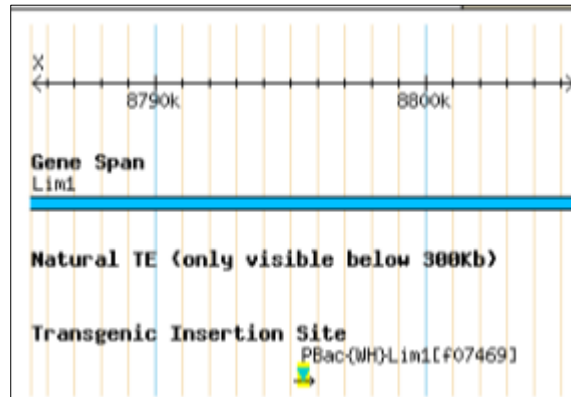 X
8790k 8800k
Gene Span
Lim1
Natural TE (only visible below 300Kb)
Transgenic Insertion Site
PBac{WH}Lim1[f07469]